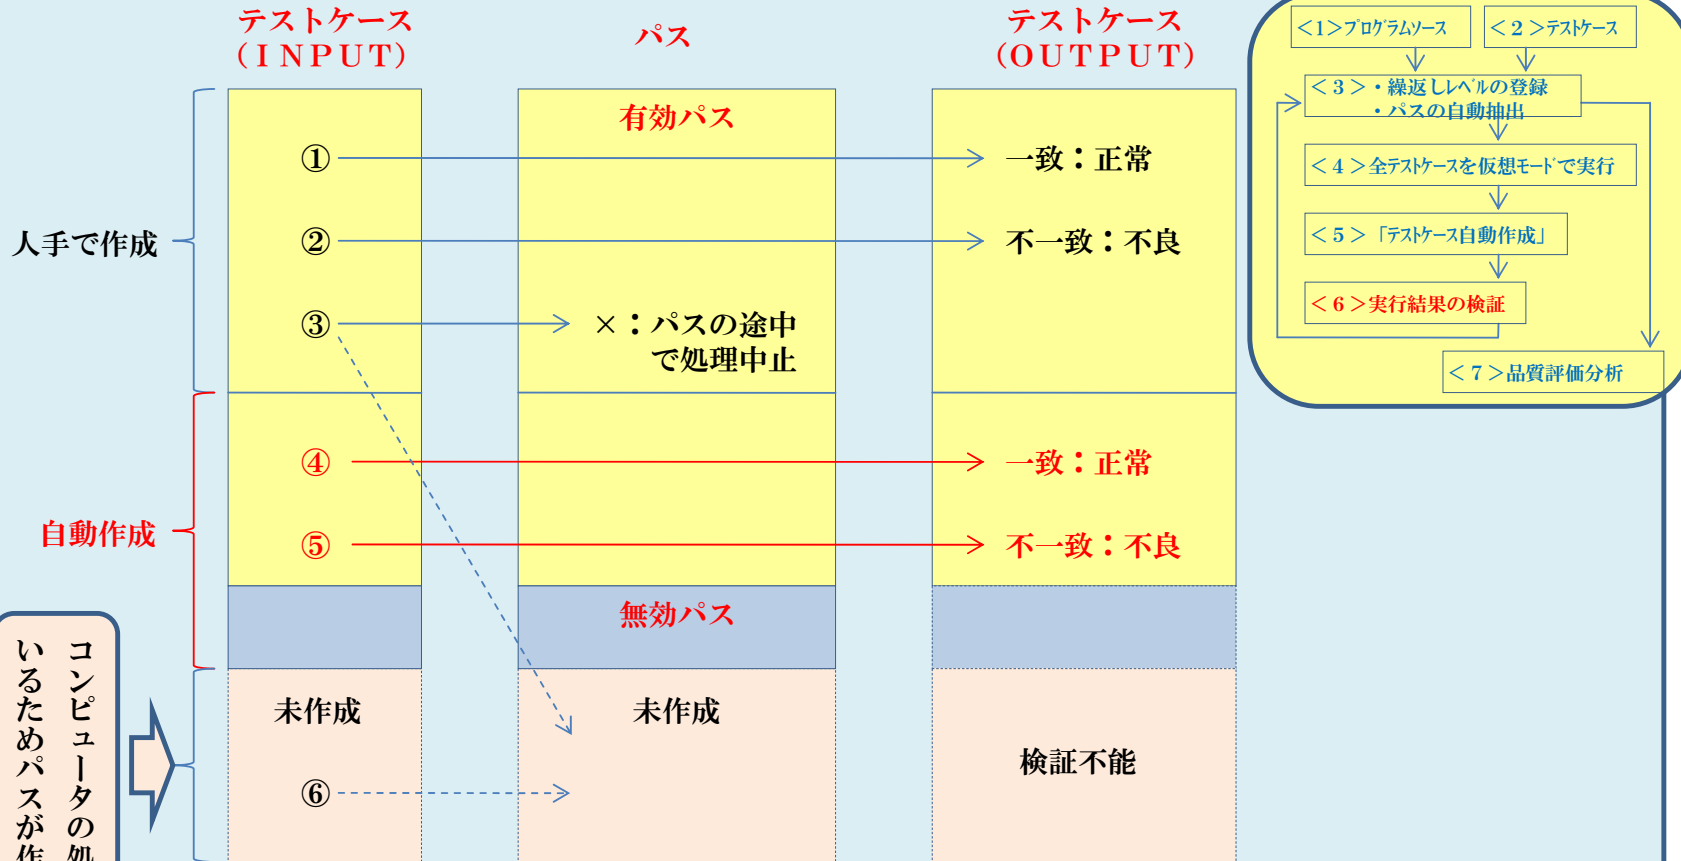 テストケース
（ＩＮＰＵＴ）
パス
テストケース
（ＯＵＴＰＵＴ）
有効パス
人手で作成
①
一致：正常
②
不一致：不良
③
×：パスの途中
で処理中止
自動作成
④
一致：正常
⑤
不一致：不良
無効パス
未作成
未作成
検証不能
⑥
コンピュータの処
いるためパスが作
＜1＞ﾌﾟﾛｸﾞﾗﾑｿｰｽ
＜２＞ﾃｽﾄｹｰｽ
＜３＞・繰返しﾚﾍﾞﾙの登録
・パスの自動抽出
＜４＞全ﾃｽﾄｹｰｽを仮想ﾓｰﾄﾞで実行
＜５＞「ﾃｽﾄｹｰｽ自動作成」
＜６＞実行結果の検証
＜７＞品質評価分析